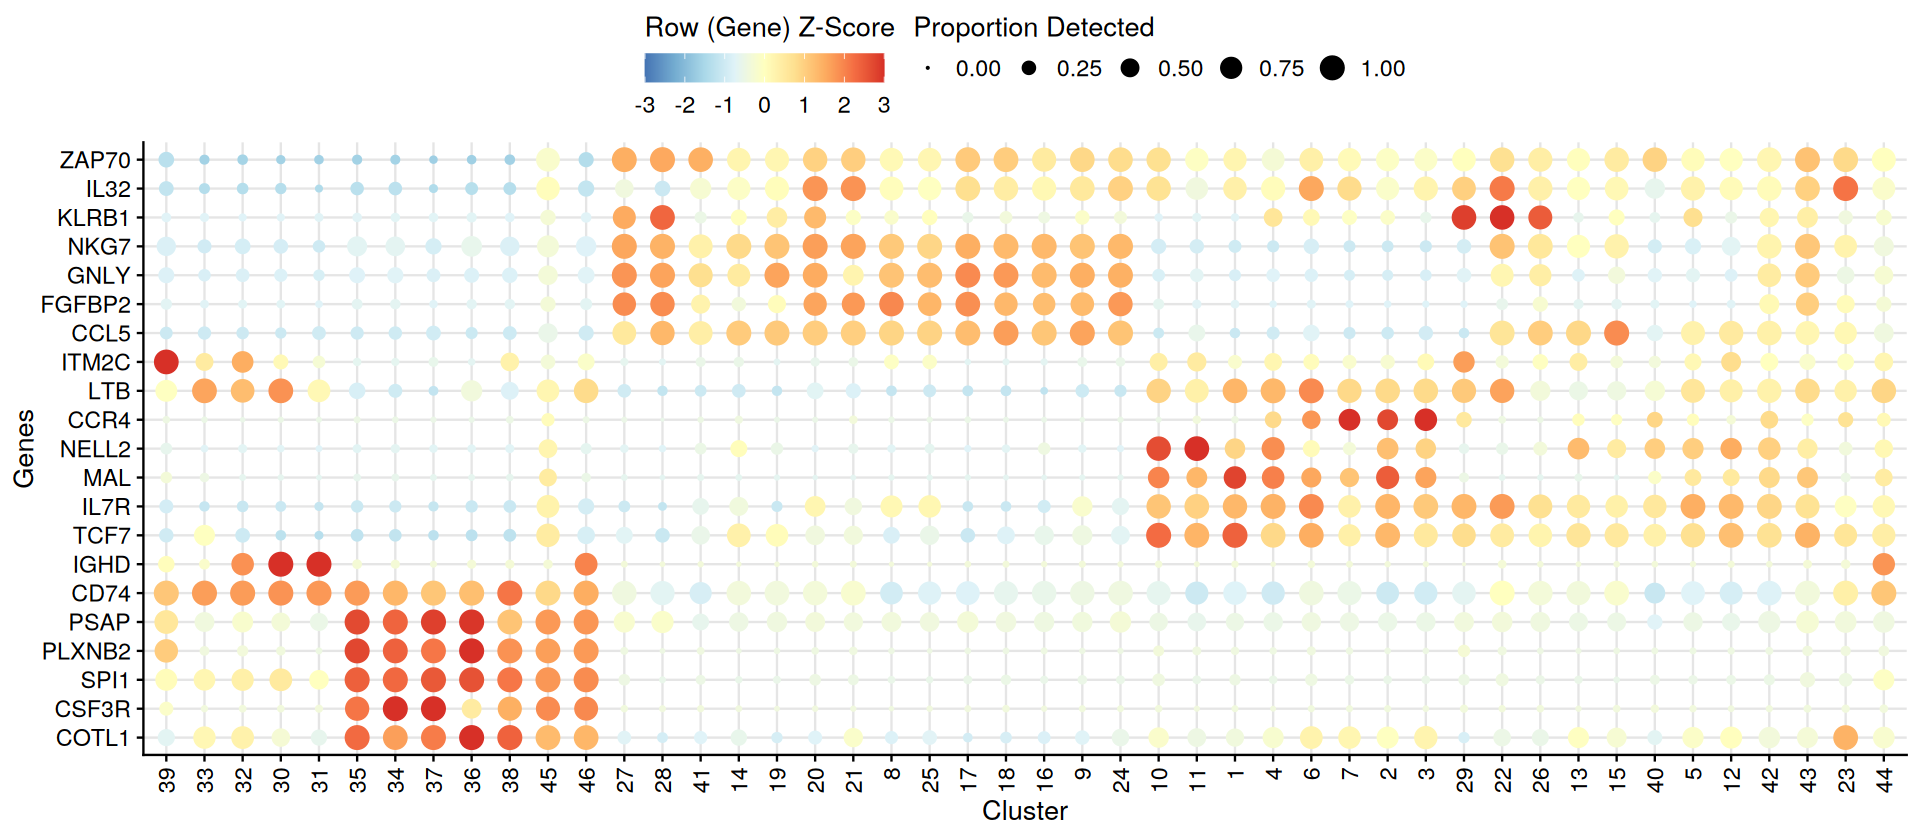 Row (Gene) Z-Score Proportion Detected
0.00 0.25 0.50 0.75 1.00
-3 -2 -1 0 1 2 3
ZAP70
IL32
KLRB1
NKG7
GNLY
FGFBP2
CCL5
ITM2C
LTB
CCR4
NELL2
MAL
IL7R
TCF7
IGHD
CD74
PSAP
PLXNB2
SPI1
CSF3R
COTL1
Genes
39 33 32 30 31 35 34 37 36 38 45 46 27 28 41 14 19 20 21 8 25 17 18 16 9 24 10 11 1 4 6 7 2 3 29 22 26 13 15 40 5 12 42 43 23 44
Cluster